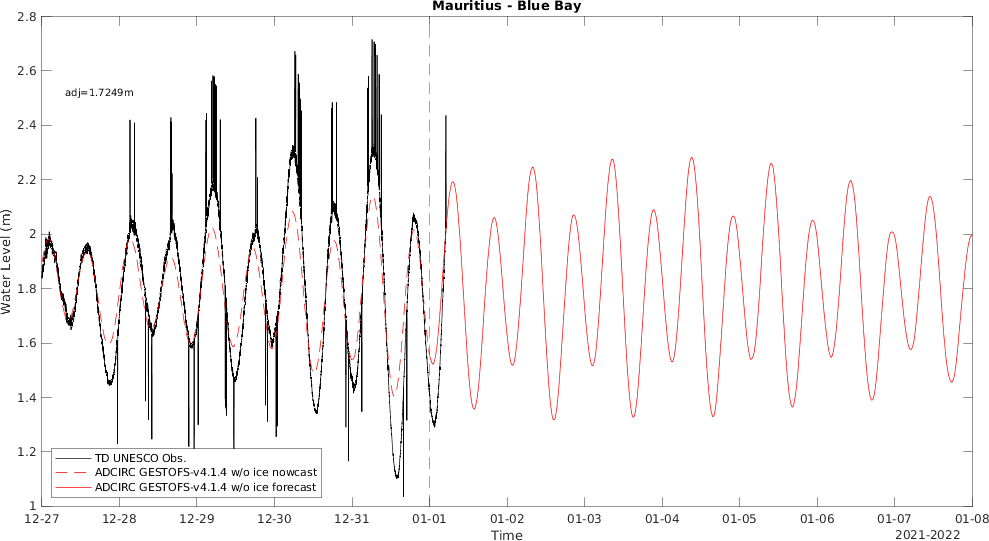 Mauritius - Blue Bay
2.8
2.6
2.4
2.2
2
1.8
1.6
1.4
1.2
1
Water Level (m)
adj=1.7249m
TD UNESCO Obs.
ADCIRC GESTOFS-v4.1.4 w/o ice nowcast
ADCIRC GESTOFS-v4.1.4 w/o ice forecast
12-27 12-28 12-29 12-30 12-31 01-01 01-02 01-03 01-04 01-05 01-06 01-07 01-08
Time
2021-2022